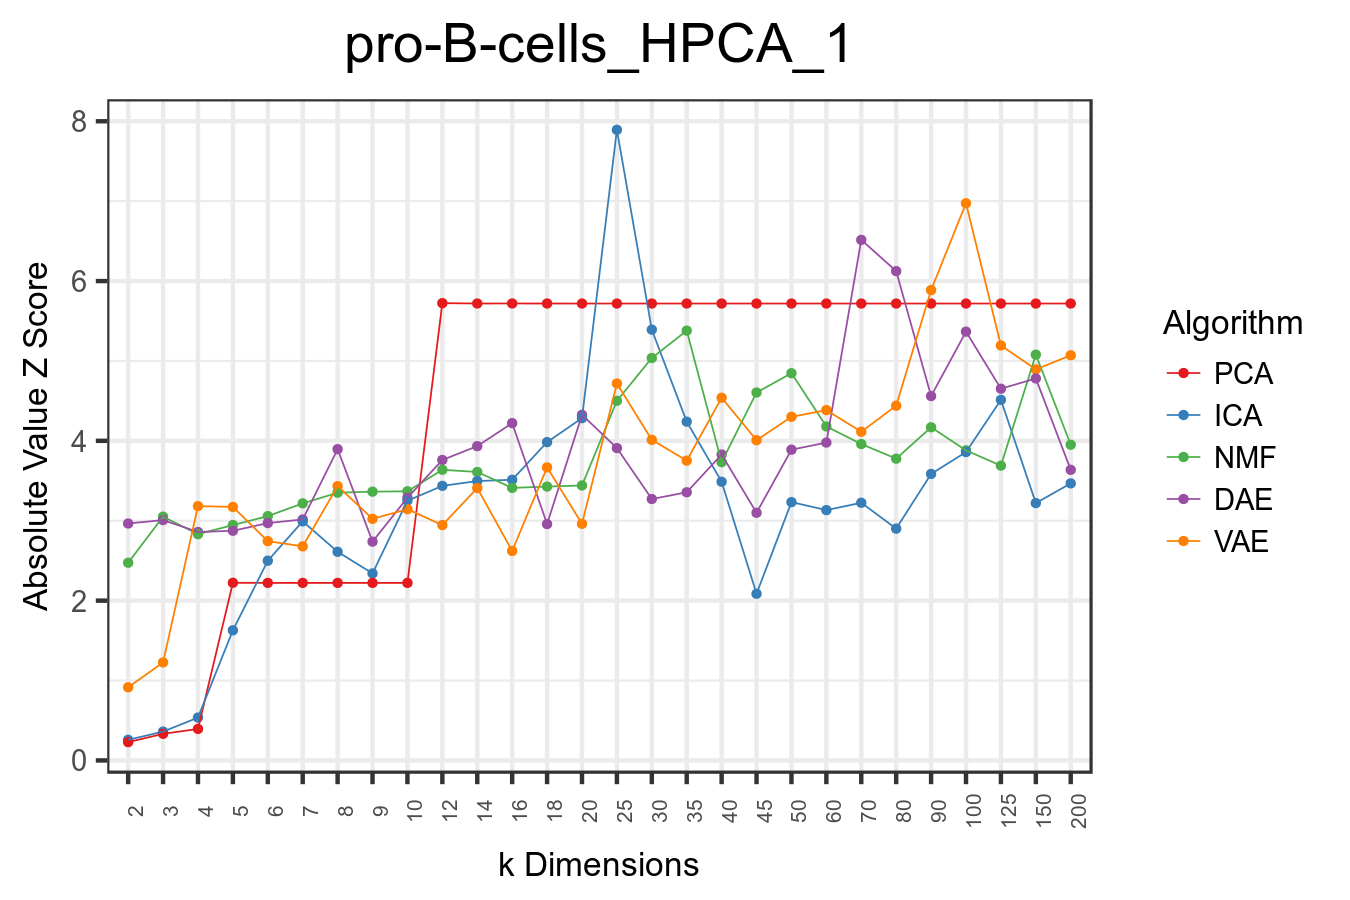 pro-B-cells_HPCA_1
Absolute Value Z Score
8
6
4
2
0
2 3 4 5 6 7 8 9 10 12 14 16 18 20 25 30 35 40 45 50 60 70 80 90 100 125 150 200
k Dimensions
Algorithm
PCA
ICA
NMF
DAE
VAE